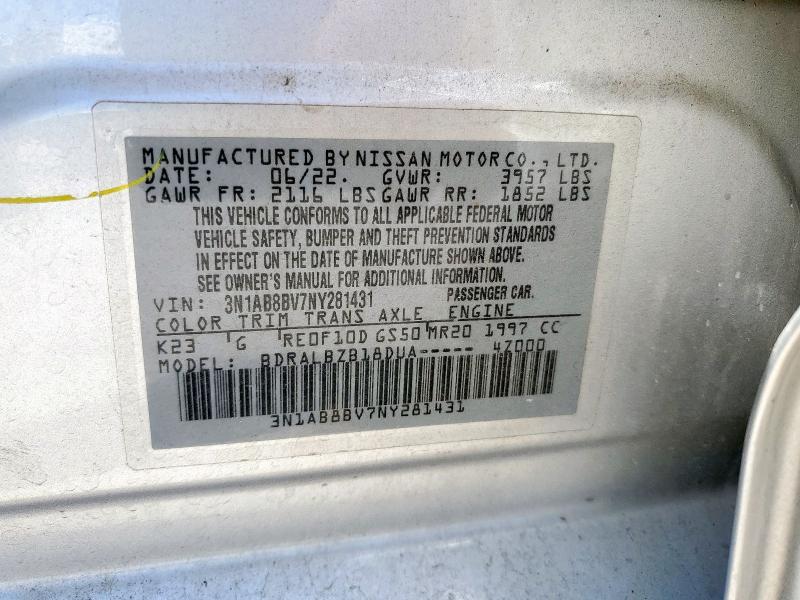 MANUFACTURED BY NISSAN MOTOR CO., LTD.
DATE: 06/22. GVWR: 3957 LBS
GAWR FR: 2116 LBS GAWR RR: 1852 LBS
THIS VEHICLE CONFORMS TO ALL APPLICABLE FEDERAL MOTOR
VEHICLE SAFETY, BUMPER AND THEFT PREVENTION STANDARDS
IN EFFECT ON THE DATE OF MANUFACTURE SHOWN ABOVE.
SEE OWNER'S MANUAL FOR ADDITIONAL INFORMATION.
VIN: 3N1AB8BV7NY281431 PASSENGER CAR.
COLOR TRIM TRANS AXLE ENGINE
K23 G RE0F10D GS50 MR20 1997 CC
MODEL: BDRALBZB18DUA----- 4Z000
3N1AB8BV7NY281431